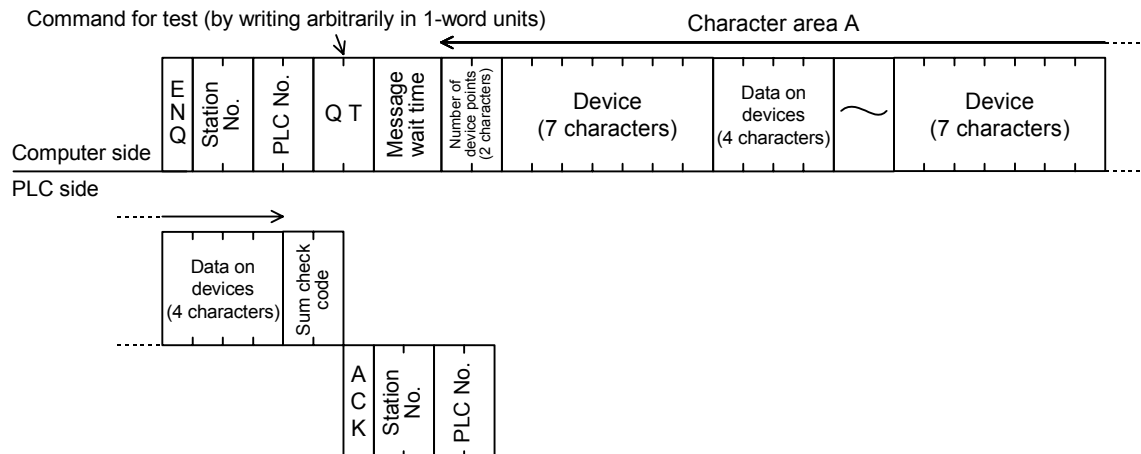 Command for test (by writing arbitrarily in 1-word units)
Character area A
E
N
Q
Station
No.
PLC No.
Q T
Message
wait time
Number of
device points
(2 characters)
Device
(7 characters)
Data on
devices
(4 characters)
Device
(7 characters)
Computer side
PLC side
Data on
devices
(4 characters)
Sum check
code
A
C
K
Station
No.
PLC No.